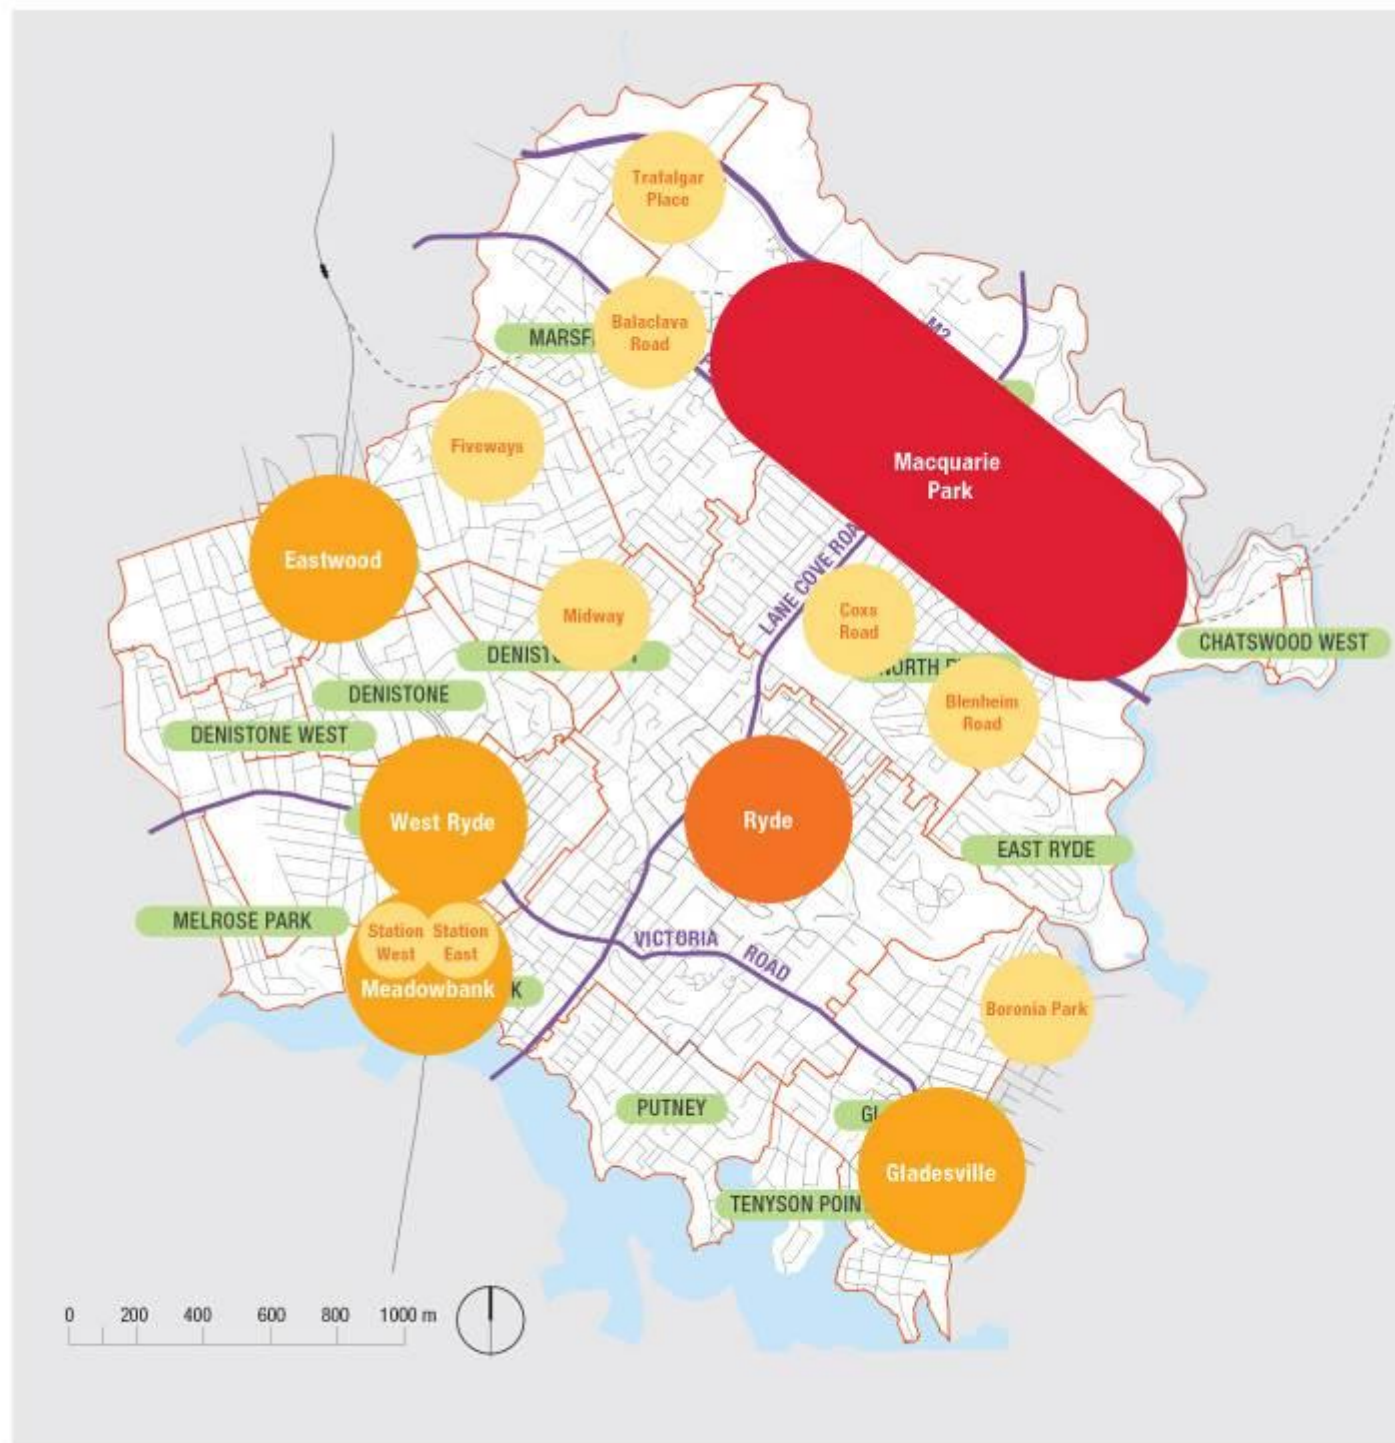 Trafalgar
Place
Balaclava
Road
MARSF
M2
Fiveways
Macquarie
Park
Eastwood
LANE COVE ROA
Midway
Coxs
Road
DENIST
CHATSWOOD WEST
NORTH
DENISTONE
Blenheim
Road
DENISTONE WEST
West Ryde
Ryde
EAST RYDE
MELROSE PARK
Station
West
Station
East
VICTORIA
ROAD
Meadowbank
K
Boronia Park
PUTNEY
GL
Gladesville
TENYSON POIN
0 200 400 600 800 1000 m